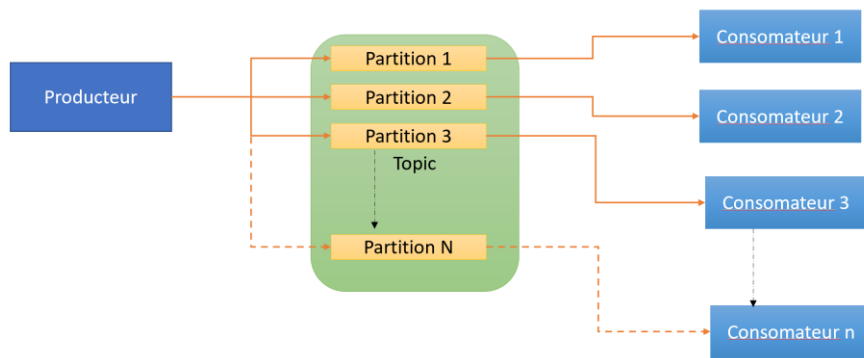 Consomateur 1
Partition 1
Producteur
Partition 2
Consomateur 2
Partition 3
Topic
Consomateur 3
Partition N
Consomateur n